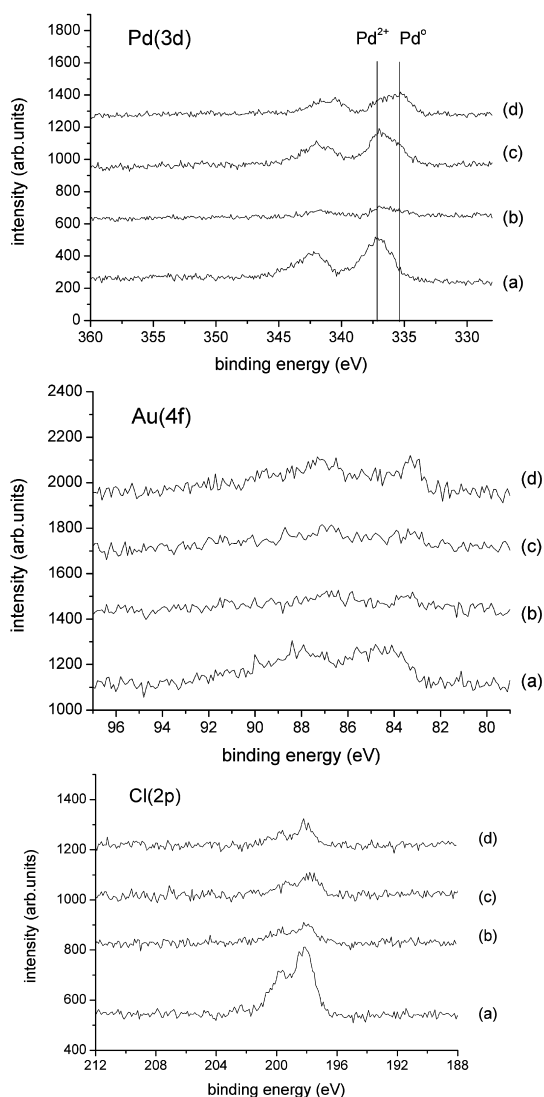 Pd(3d)
Pd2+ Pdo
1800
1600
1400
1200
1000
800
600
400
200
0
(d)
(c)
(b)
(a)
intensity (arb.units)
360 355 350 345 340 335 330
binding energy (eV)
Au(4f)
2400
2200
2000
1800
1600
1400
1200
1000
(d)
(c)
(b)
(a)
intensity (arb.units)
96 94 92 90 88 86 84 82 80
binding energy (eV)
Cl(2p)
1400
1200
1000
800
600
400
(d)
(c)
(b)
(a)
intensity (arb.units)
212 208 204 200 196 192 188
binding energy (eV)